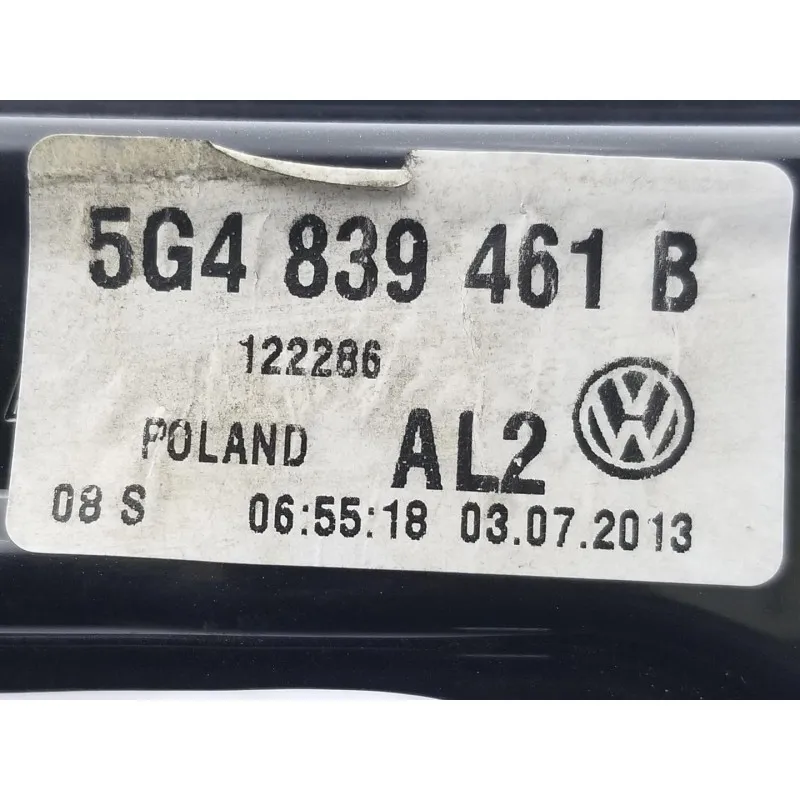 5G4 839 461 B
122286
POLAND AL2
08 S 06:55:18 03.07.2013